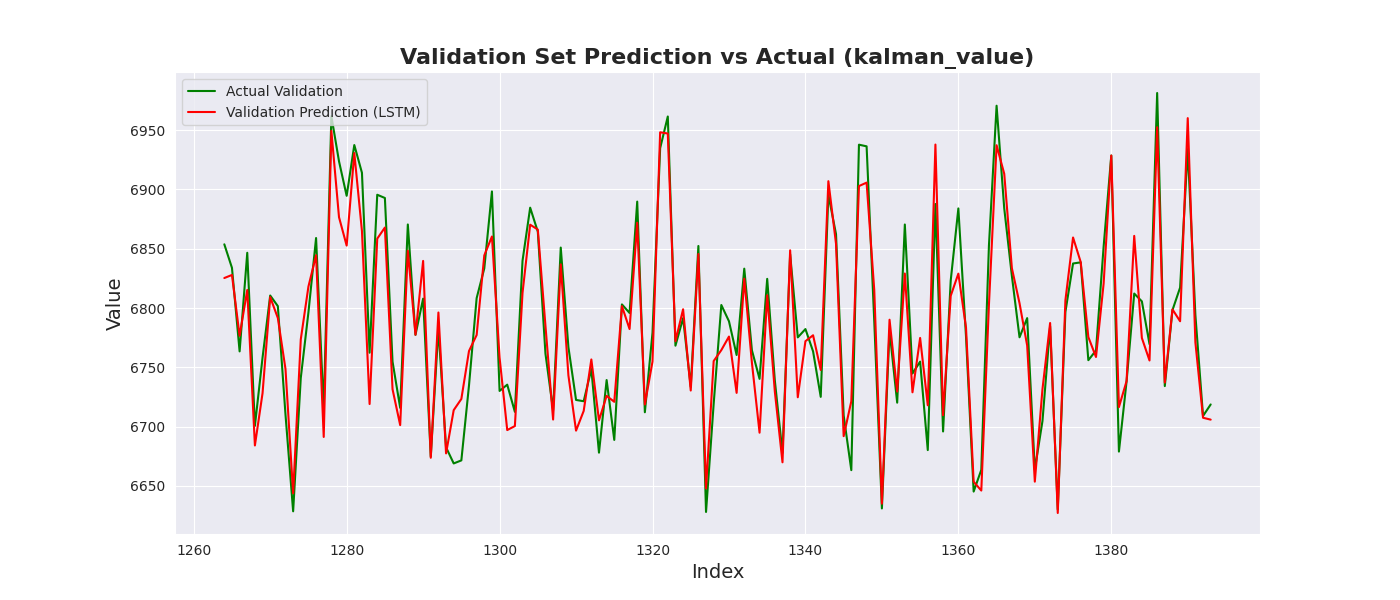 Validation Set Prediction vs Actual (kalman_value)
Actual Validation
Validation Prediction (LSTM)
6950
6900
6850
6800
6750
6700
6650
Value
1260 1280 1300 1320 1340 1360 1380
Index